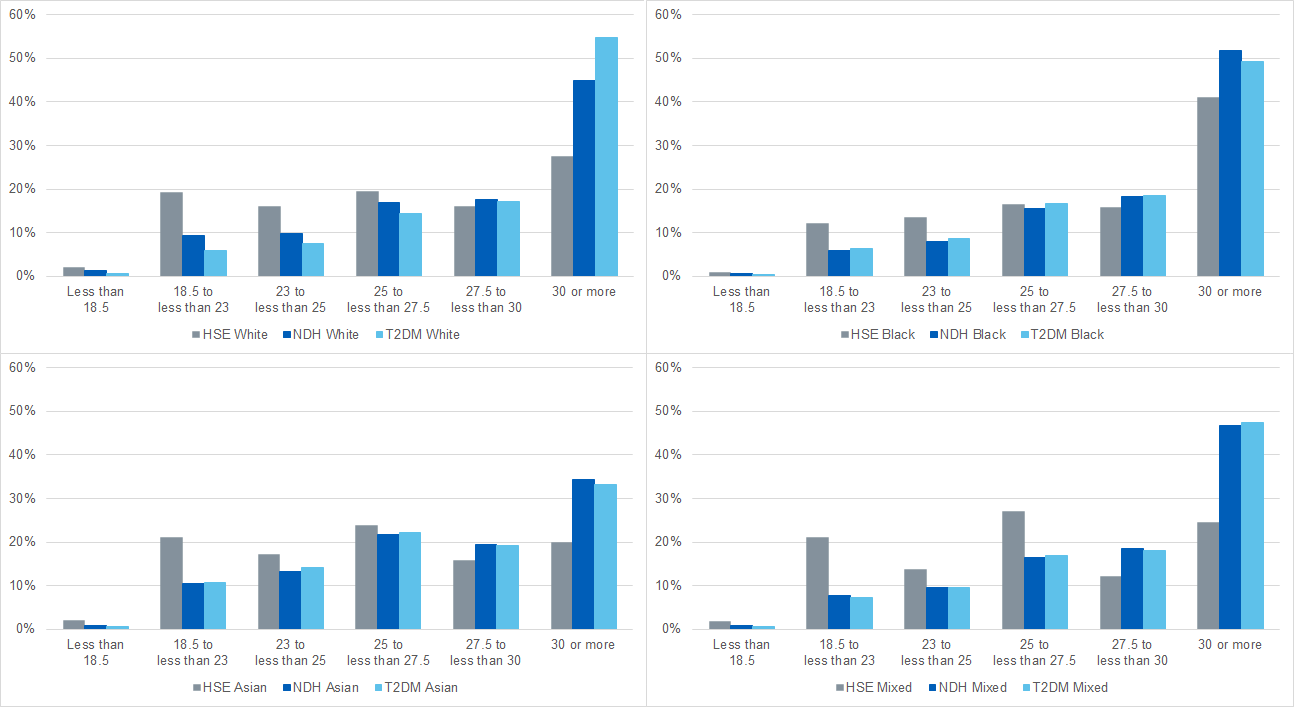 60%
50%
40%
30%
20%
10%
0%
Less than
18.5
18.5 to
less than 23
23 to
less than 25
25 to
less than 27.5
27.5 to
less than 30
30 or more
HSE White NDH White T2DM White
60%
50%
40%
30%
20%
10%
0%
Less than
18.5
18.5 to
less than 23
23 to
less than 25
25 to
less than 27.5
27.5 to
less than 30
30 or more
HSE Black NDH Black T2DM Black
60%
50%
40%
30%
20%
10%
0%
Less than
18.5
18.5 to
less than 23
23 to
less than 25
25 to
less than 27.5
27.5 to
less than 30
30 or more
HSE Asian NDH Asian T2DM Asian
60%
50%
40%
30%
20%
10%
0%
Less than
18.5
18.5 to
less than 23
23 to
less than 25
25 to
less than 27.5
27.5 to
less than 30
30 or more
HSE Mixed NDH Mixed T2DM Mixed